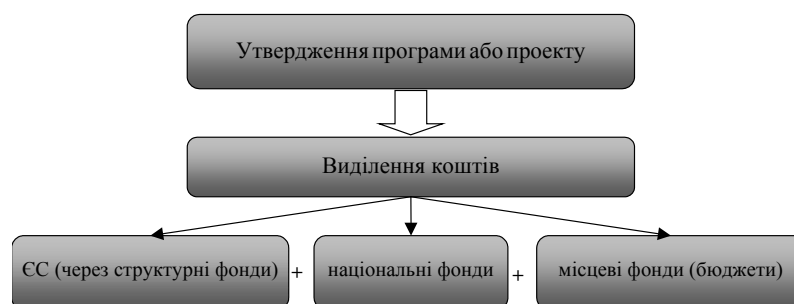 Утвердження програми або проекту
Виділення коштів
ЄС (через структурні фонди) + національні фонди + місцеві фонди (бюджети)